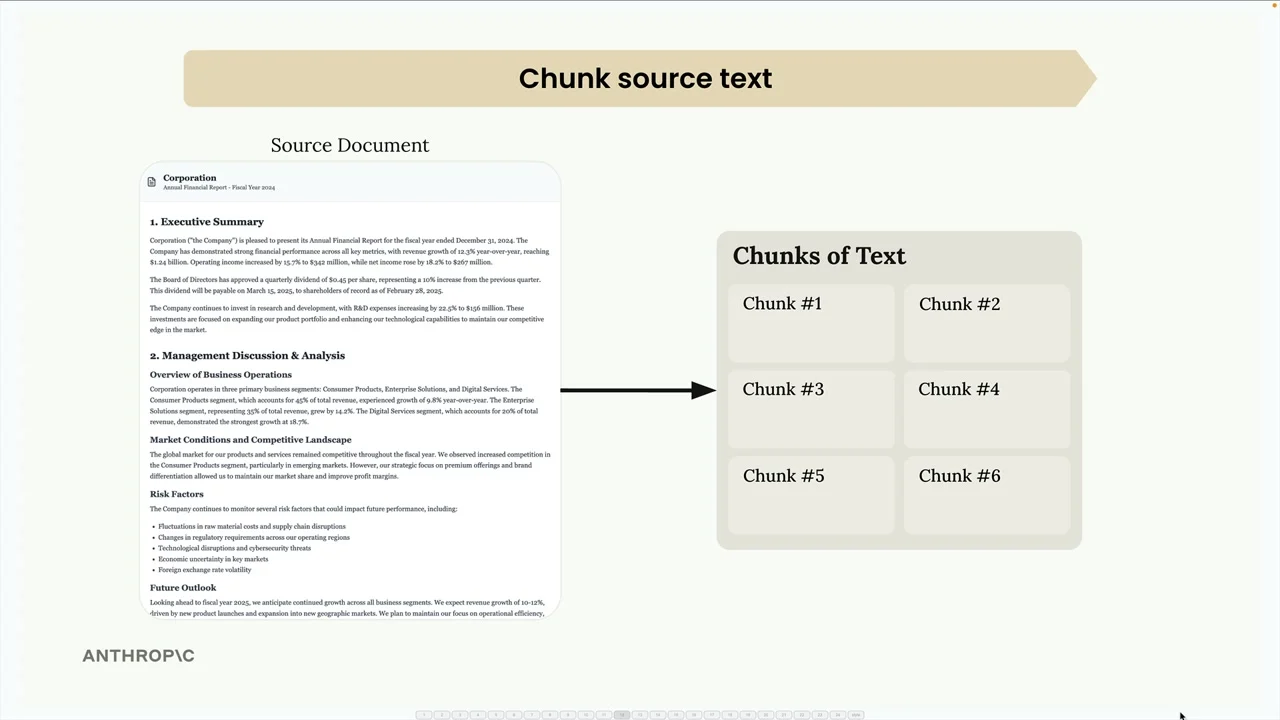 Chunk source text
Source Document
Corporation
Annual Financial Report - Fiscal Year 2024
1. Executive Summary
Corporation ("the Company") is pleased to present its Annual Financial Report for the fiscal year ended December 31, 2024. The
Company has demonstrated strong financial performance across all key metrics, with revenue growth of 12.3% year-over-year, reaching
$1.24 billion. Operating income increased by 15.7% to $342 million, while net income rose by 18.2% to $267 million.
The Board of Directors has approved a quarterly dividend of $0.45 per share, representing a 10% increase from the previous quarter.
This dividend will be payable on March 15, 2025, to shareholders of record as of February 28, 2025.
The Company continues to invest in research and development, with R&D expenses increasing by 22.5% to $156 million. These
investments are focused on expanding our product portfolio and enhancing our technological capabilities to maintain our competitive
edge in the market.
2. Management Discussion & Analysis
Overview of Business Operations
Corporation operates in three primary business segments: Consumer Products, Enterprise Solutions, and Digital Services. The
Consumer Products segment, which accounts for 45% of total revenue, experienced growth of 9.8% year-over-year. The Enterprise
Solutions segment, representing 35% of total revenue, grew by 14.2%. The Digital Services segment, which accounts for 20% of total
revenue, demonstrated the strongest growth at 18.7%.
Market Conditions and Competitive Landscape
The global market for our products and services remained competitive throughout the fiscal year. We observed increased competition in
the Consumer Products segment, particularly in emerging markets. However, our strategic focus on premium offerings and brand
differentiation allowed us to maintain our market share and improve profit margins.
Risk Factors
The Company continues to monitor several risk factors that could impact future performance, including:
• Fluctuations in raw material costs and supply chain disruptions
• Changes in regulatory requirements across our operating regions
• Technological disruptions and cybersecurity threats
• Economic uncertainty in key markets
• Foreign exchange rate volatility
Future Outlook
Looking ahead to fiscal year 2025, we anticipate continued growth across all business segments. We expect revenue growth of 10-12%,
driven by new product launches and expansion into new geographic markets. We plan to maintain our focus on operational efficiency,
Chunks of Text
Chunk #1
Chunk #2
Chunk #3
Chunk #4
Chunk #5
Chunk #6
ANTHROP\C